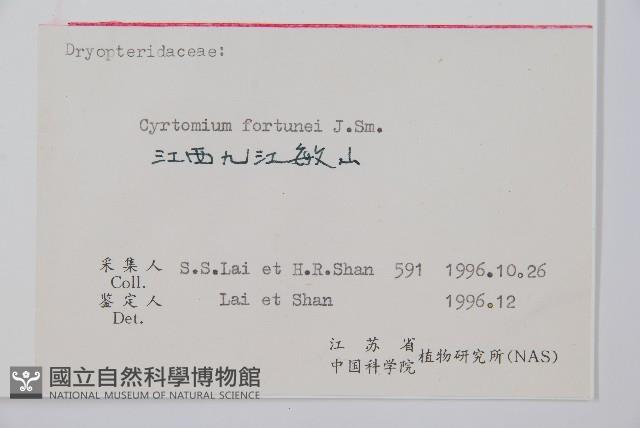 Dryopteridaceae:
Cyrtomium fortunei J.Sm.
江西九江敏山
采集人 S.S.Lai et H.R.Shan 591 1996.10.26
Coll.
鉴定人 Lai et Shan 1996.12
Det.
江苏省
中国科学院 植物研究所(NAS)
國立自然科學博物館
NATIONAL MUSEUM OF NATURAL SCIENCE